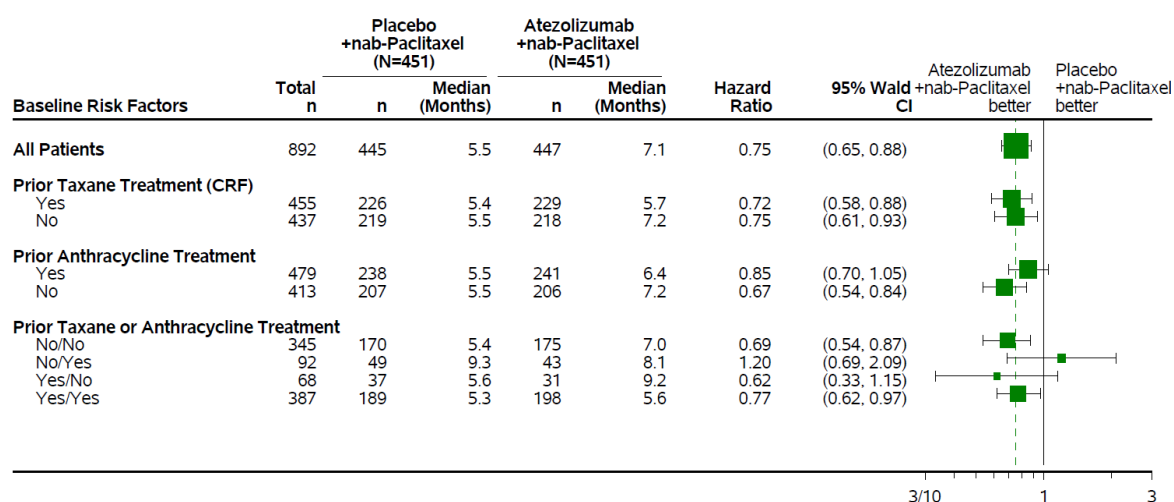 Placebo Atezolizumab
+nab-Paclitaxel +nab-Paclitaxel
(N=451) (N=451)
Atezolizumab Placebo
Total Median Median Hazard 95% Wald +nab-Paclitaxel +nab-Paclitaxel
Baseline Risk Factors n n (Months) n (Months) Ratio CI better better
All Patients 892 445 5.5 447 7.1 0.75 (0.65, 0.88)
Prior Taxane Treatment (CRF)
Yes 455 226 5.4 229 5.7 0.72 (0.58, 0.88)
No 437 219 5.5 218 7.2 0.75 (0.61, 0.93)
Prior Anthracycline Treatment
Yes 479 238 5.5 241 6.4 0.85 (0.70, 1.05)
No 413 207 5.5 206 7.2 0.67 (0.54, 0.84)
Prior Taxane or Anthracycline Treatment
No/No 345 170 5.4 175 7.0 0.69 (0.54, 0.87)
No/Yes 92 49 9.3 43 8.1 1.20 (0.69, 2.09)
Yes/No 68 37 5.6 31 9.2 0.62 (0.33, 1.15)
Yes/Yes 387 189 5.3 198 5.6 0.77 (0.62, 0.97)
3/10 1 3